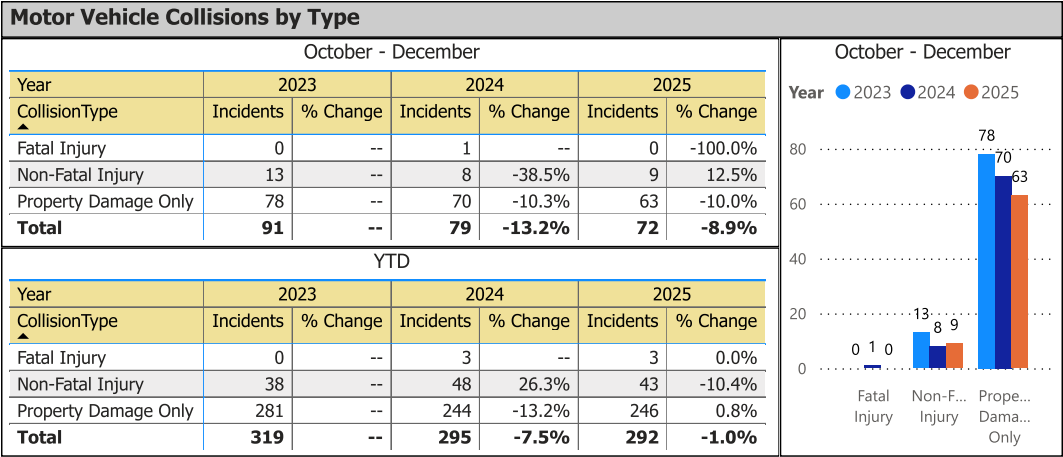 Motor Vehicle Collisions by Type
October - December
Year 2023 2024 2025
CollisionType Incidents % Change Incidents % Change Incidents % Change
Fatal Injury 0 -- 1 -- 0 -100.0%
Non-Fatal Injury 13 -- 8 -38.5% 9 12.5%
Property Damage Only 78 -- 70 -10.3% 63 -10.0%
Total 91 -- 79 -13.2% 72 -8.9%
YTD
Year 2023 2024 2025
CollisionType Incidents % Change Incidents % Change Incidents % Change
Fatal Injury 0 -- 3 -- 3 0.0%
Non-Fatal Injury 38 -- 48 26.3% 43 -10.4%
Property Damage Only 281 -- 244 -13.2% 246 0.8%
Total 319 -- 295 -7.5% 292 -1.0%
October - December
Year 2023 2024 2025
78
80
70
63
60
40
20
13
8 9
0 1 0
0
Fatal Non-F... Prope...
Injury Injury Dama...
Only